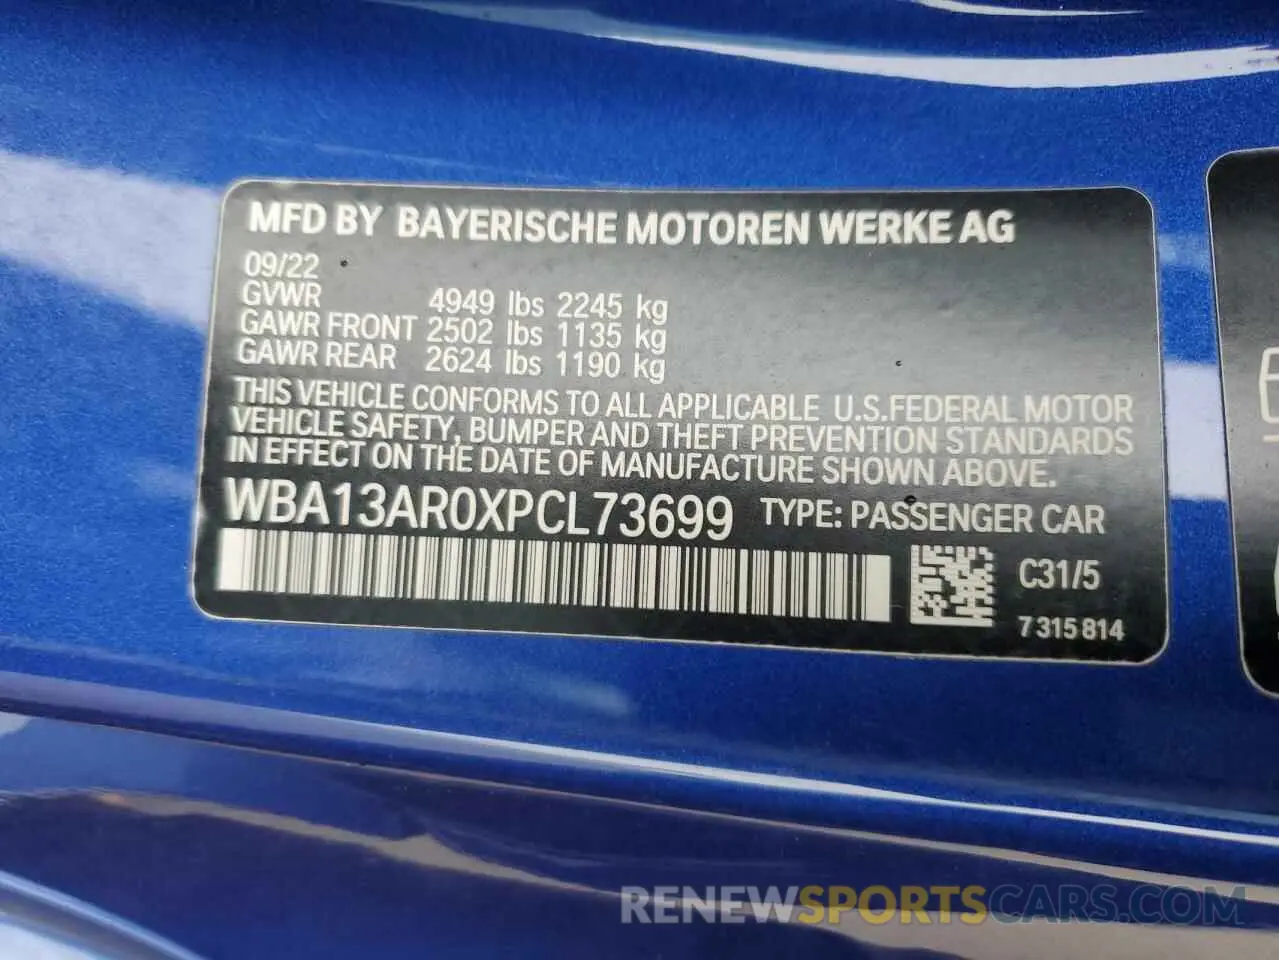 MFD BY BAYERISCHE MOTOREN WERKE AG
09/22
GVWR 4949 lbs 2245 kg
GAWR FRONT 2502 lbs 1135 kg
GAWR REAR 2624 lbs 1190 kg
THIS VEHICLE CONFORMS TO ALL APPLICABLE U.S.FEDERAL MOTOR
VEHICLE SAFETY, BUMPER AND THEFT PREVENTION STANDARDS
IN EFFECT ON THE DATE OF MANUFACTURE SHOWN ABOVE.
WBA13AR0XPCL73699 TYPE: PASSENGER CAR
C31/5
7 315 814
RENEWSPORTSCARS.COM